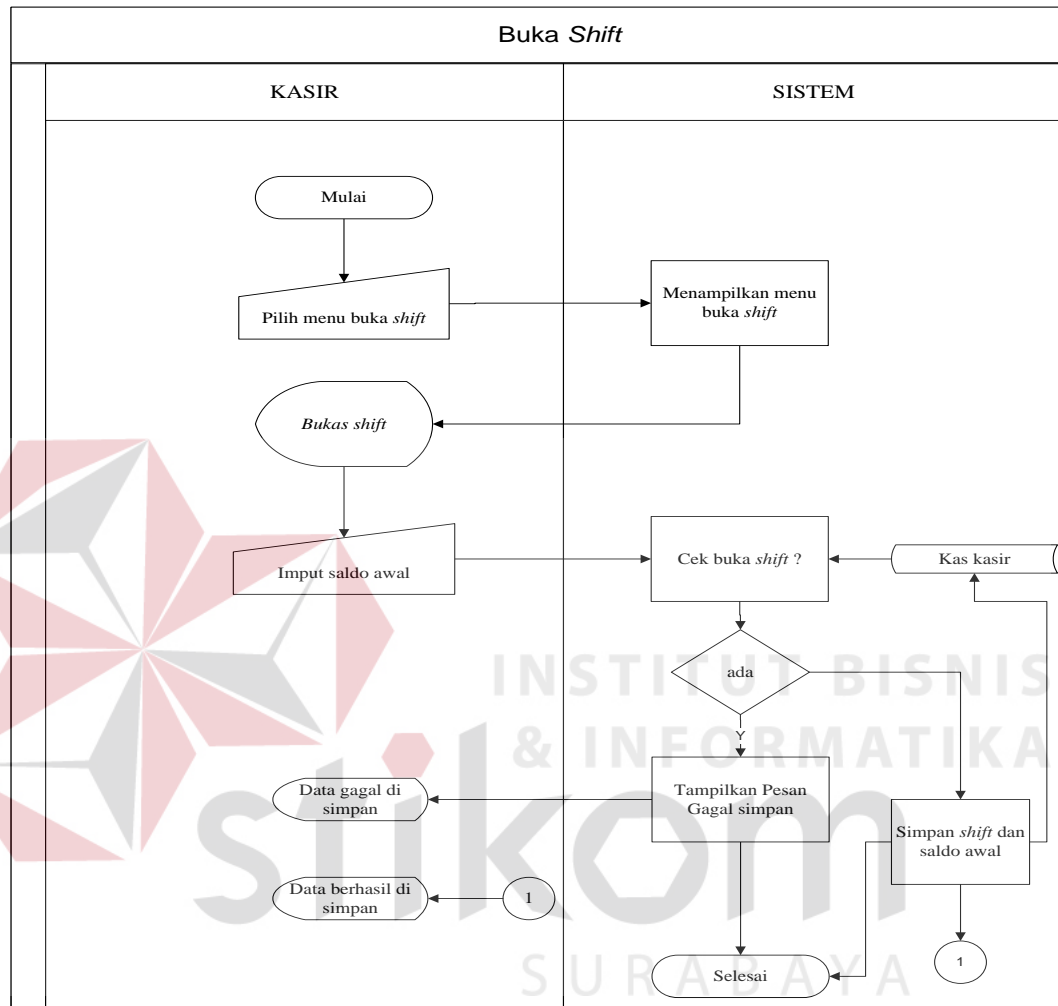 Buka Shift
KASIR
SISTEM
Mulai
Pilih menu buka shift
Menampilkan menu
buka shift
Bukas shift
Imput saldo awal
Cek buka shift ?
Kas kasir
ada
Y
Tampilkan Pesan
Gagal simpan
Data gagal di
simpan
Simpan shift dan
saldo awal
Data berhasil di
simpan
1
1
Selesai
INSTITUT BISNIS
& INFORMATIKA
stikom
SURABAYA